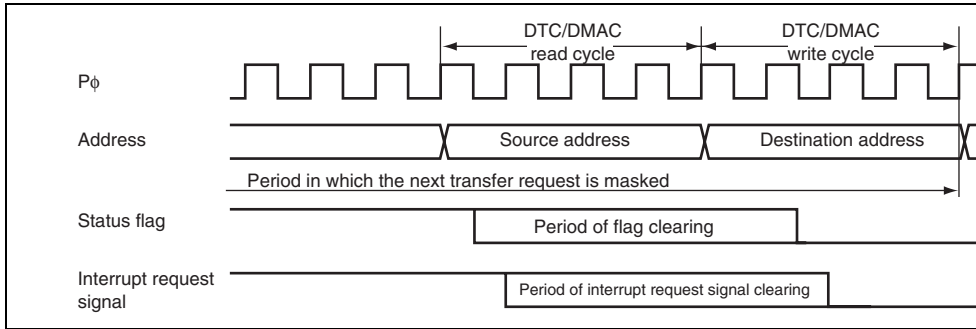 DTC/DMAC
read cycle
DTC/DMAC
write cycle
Pϕ
Address
Source address
Destination address
Period in which the next transfer request is masked
Status flag
Period of flag clearing
Interrupt request
signal
Period of interrupt request signal clearing